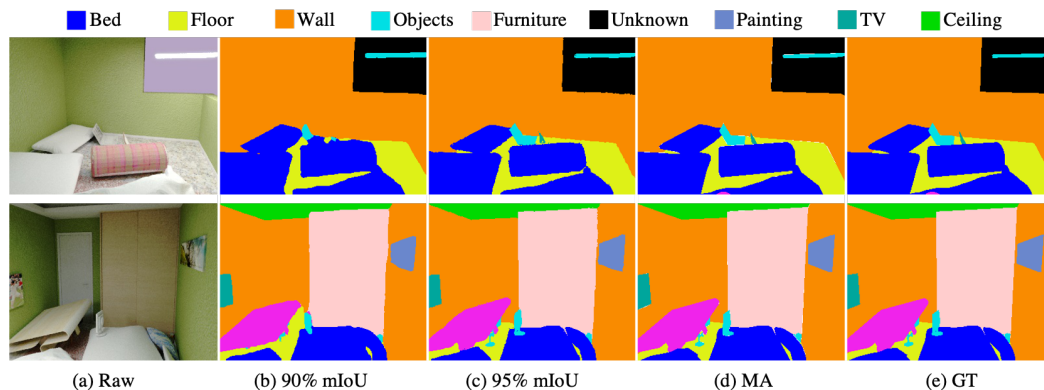 Bed Floor Wall Objects Furniture Unknown Painting TV Ceiling
(a) Raw (b) 90% mIoU (c) 95% mIoU (d) MA (e) GT